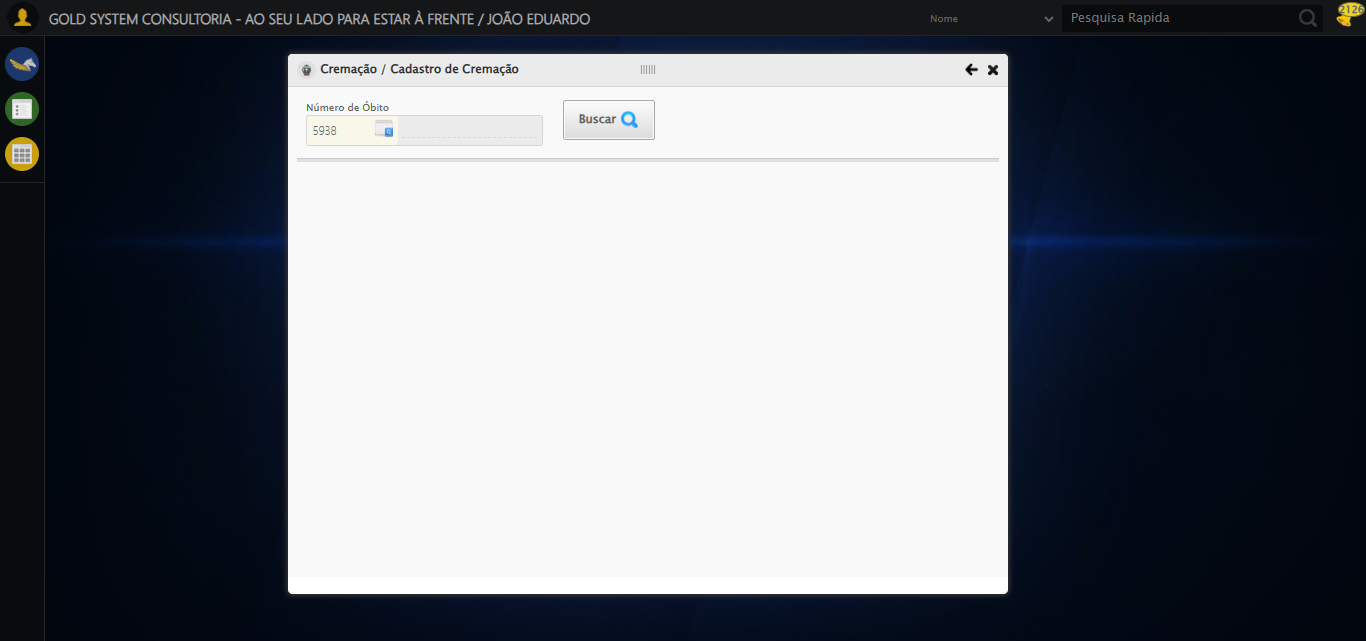 GOLD SYSTEM CONSULTORIA - AO SEU LADO PARA ESTAR À FRENTE / JOÃO EDUARDO
Nome
Pesquisa Rapida
2126
Cremação / Cadastro de Cremação
Número de Óbito
5938
Buscar